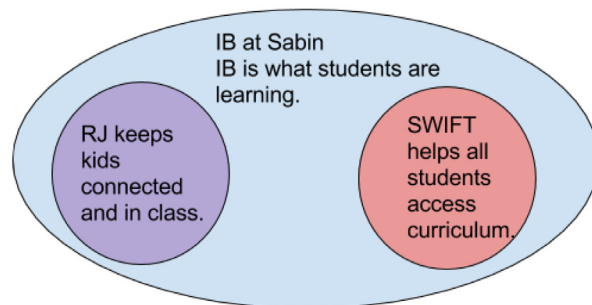 IB at Sabin
IB is what students are
learning.
RJ keeps
kids
connected
and in class.
SWIFT
helps all
students
access
curriculum.